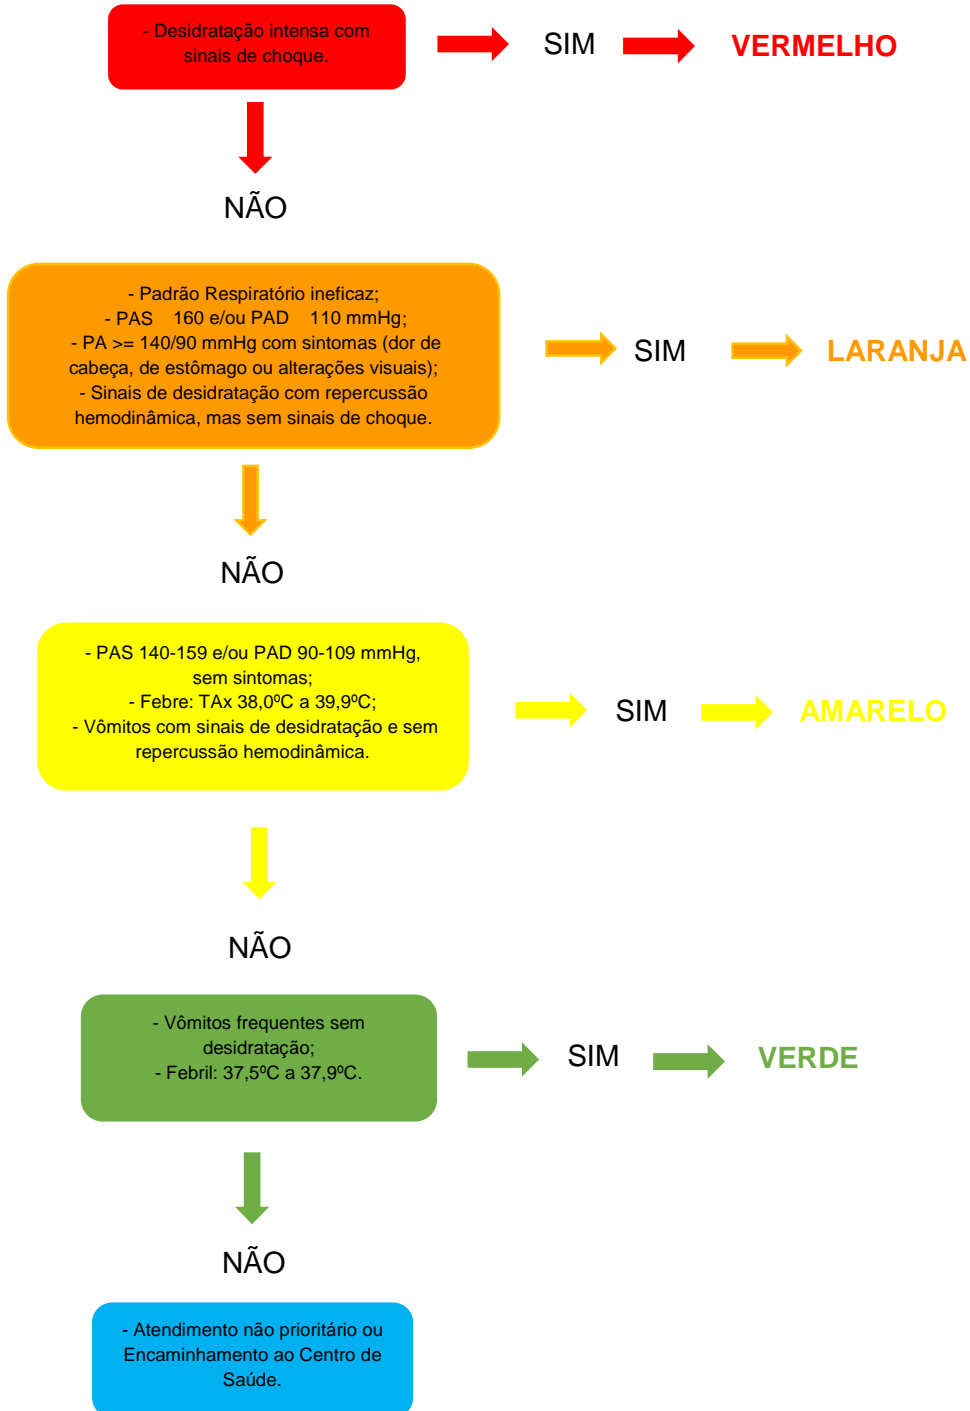 - Desidratação intensa com
sinais de choque.
SIM
VERMELHO
NÃO
- Padrão Respiratório ineficaz;
- PAS 160 e/ou PAD 110 mmHg;
- PA >= 140/90 mmHg com sintomas (dor de
cabeça, de estômago ou alterações visuais);
- Sinais de desidratação com repercussão
hemodinâmica, mas sem sinais de choque.
SIM
LARANJA
NÃO
- PAS 140-159 e/ou PAD 90-109 mmHg,
sem sintomas;
- Febre: TAx 38,0ºC a 39,9ºC;
- Vômitos com sinais de desidratação e sem
repercussão hemodinâmica.
SIM
AMARELO
NÃO
- Vômitos frequentes sem
desidratação;
- Febril: 37,5ºC a 37,9ºC.
SIM
VERDE
NÃO
- Atendimento não prioritário ou
Encaminhamento ao Centro de
Saúde.